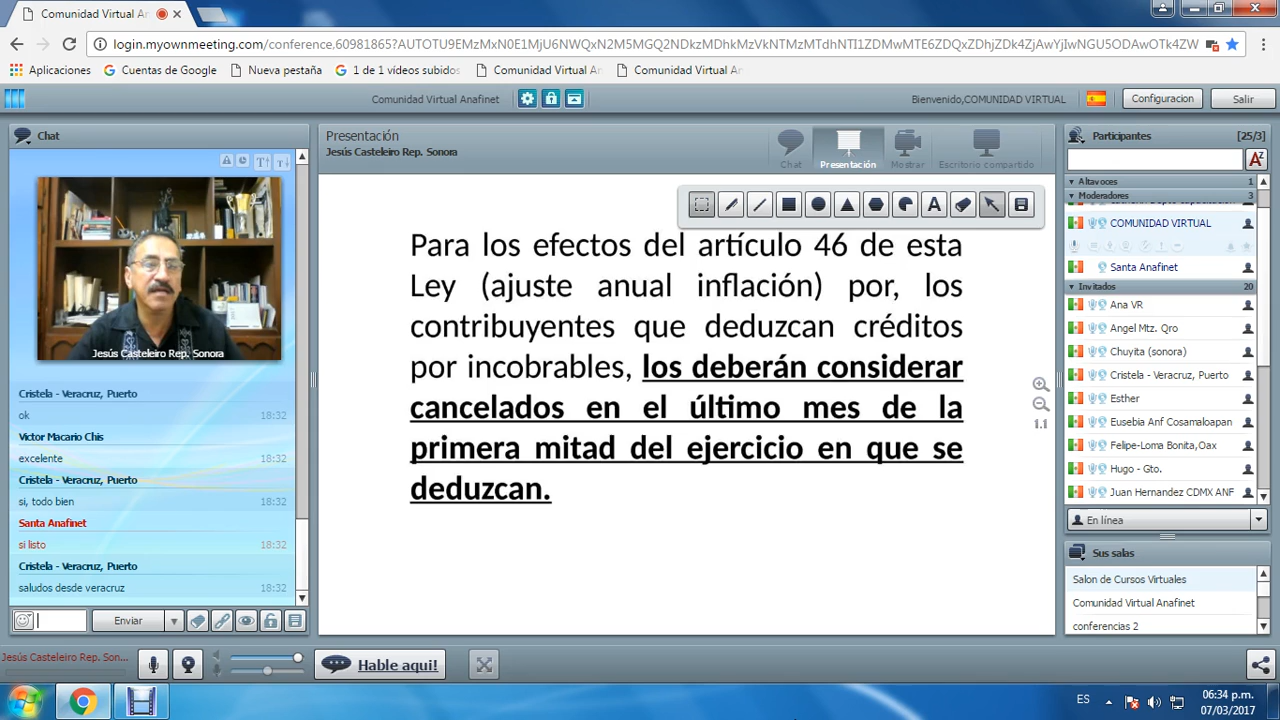 Comunidad Virtual An
login.myownmeeting.com/conference,60981865?AUTOTU9EMzMxN0E1MjU6NWQxN2M5MGQ2NDkzMDhkMzVkNTMzMTdhNTI1ZDMwMTE6ZDQxZDhjZDk4ZjAwYjIwNGU5ODAwOTk4ZW
Aplicaciones
Cuentas de Google
Nueva pestaña
1 de 1 vídeos subidos
Comunidad Virtual An
Comunidad Virtual An
Comunidad Virtual Anafinet
Bienvenido,COMUNIDAD VIRTUAL
Configuracion
Salir
Chat
Jesús Casteleiro Rep. Sonora
Cristela - Veracruz, Puerto
ok 18:32
Victor Macario Chis
excelente 18:32
Cristela - Veracruz, Puerto
si, todo bien 18:32
Santa Anafinet
si listo 18:32
Cristela - Veracruz, Puerto
saludos desde veracruz 18:32
Enviar
Presentación
Jesús Casteleiro Rep. Sonora
Chat
Presentación
Mostrar
Escritorio compartido
Para los efectos del artículo 46 de esta
Ley (ajuste anual inflación) por, los
contribuyentes que deduzcan créditos
por incobrables, los deberán considerar
cancelados en el último mes de la
primera mitad del ejercicio en que se
deduzcan.
1.1
Participantes [25/3]
Altavoces 1
Moderadores 3
COMUNIDAD VIRTUAL
Santa Anafinet
Invitados 20
Ana VR
Angel Mtz. Qro
Chuyita (sonora)
Cristela - Veracruz, Puerto
Esther
Eusebia Anf Cosamaloapan
Felipe-Loma Bonita,Oax
Hugo - Gto.
Juan Hernandez CDMX ANF
En línea
Sus salas
Salon de Cursos Virtuales
Comunidad Virtual Anafinet
conferencias 2
Jesús Casteleiro Rep. Son...
Hable aqui!
ES
06:34 p.m.
07/03/2017